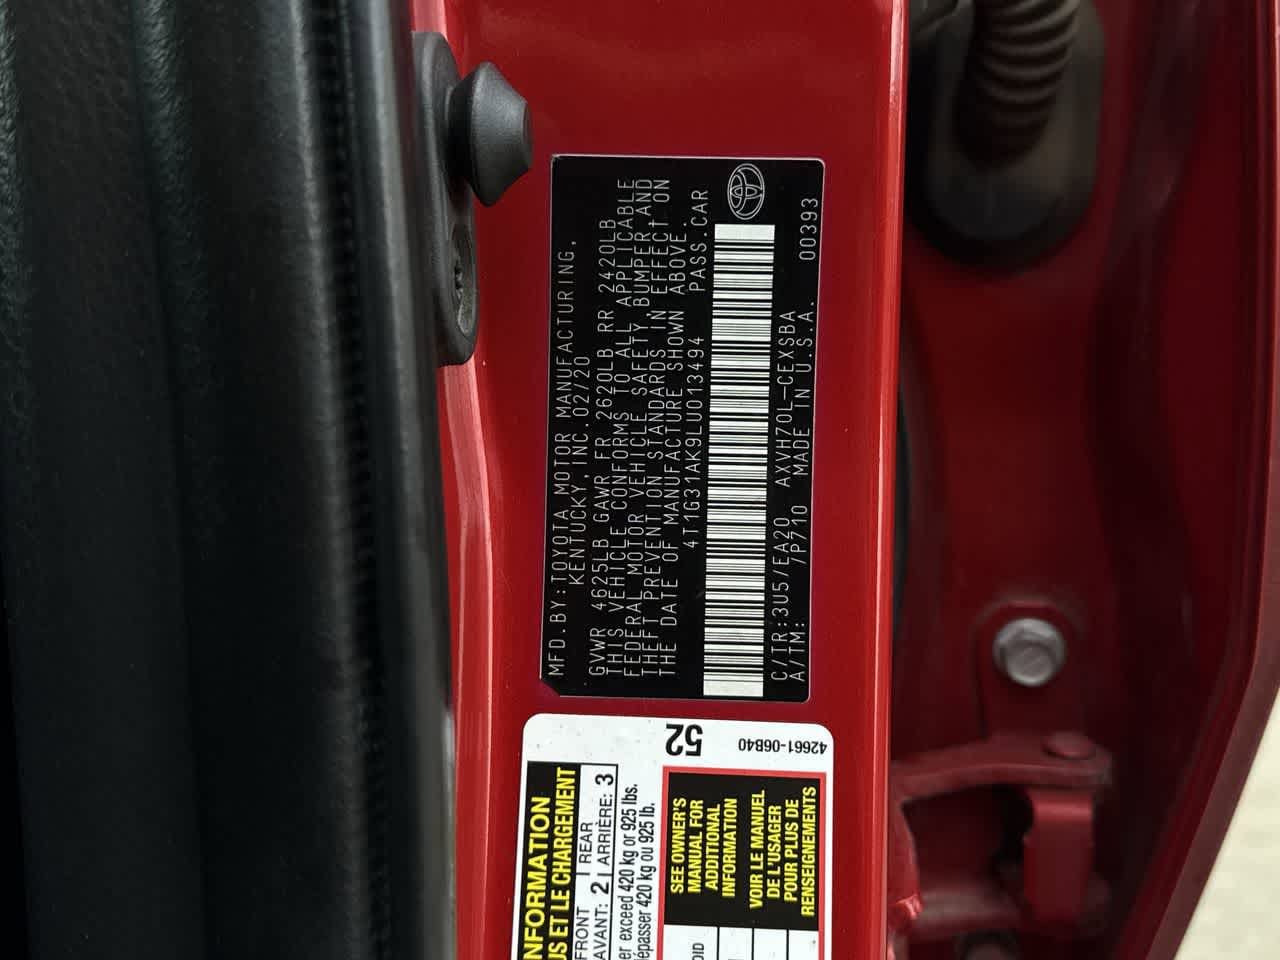 MFD.BY:TOYOTA MOTOR MANUFACTURING,
KENTUCKY,INC.02/20
GVWR 4625LB GAWR FR 2620LB RR 2420LB
THIS VEHICLE CONFORMS TO ALL APPLICABLE
FEDERAL MOTOR VEHICLE SAFETY,BUMPER,AND
THEFT PREVENTION STANDARDS IN EFFECT ON
THE DATE OF MANUFACTURE SHOWN ABOVE.
4T1G31AK9LU013494 PASS.CAR
C/TR:3U5/EA20 AXVH70L-CEXSBA
A/TM: /P710 MADE IN U.S.A. 00393
52
42661-06B40
NFORMATION
US ET LE CHARGEMENT
FRONT
AVANT: 2
REAR
ARRIÈRE: 3
er exceed 420 kg or 925 lbs.
épasser 420 kg ou 925 lb.
SEE OWNER'S
MANUAL FOR
ADDITIONAL
INFORMATION
VOIR LE MANUEL
DE L'USAGER
POUR PLUS DE
RENSEIGNEMENTS